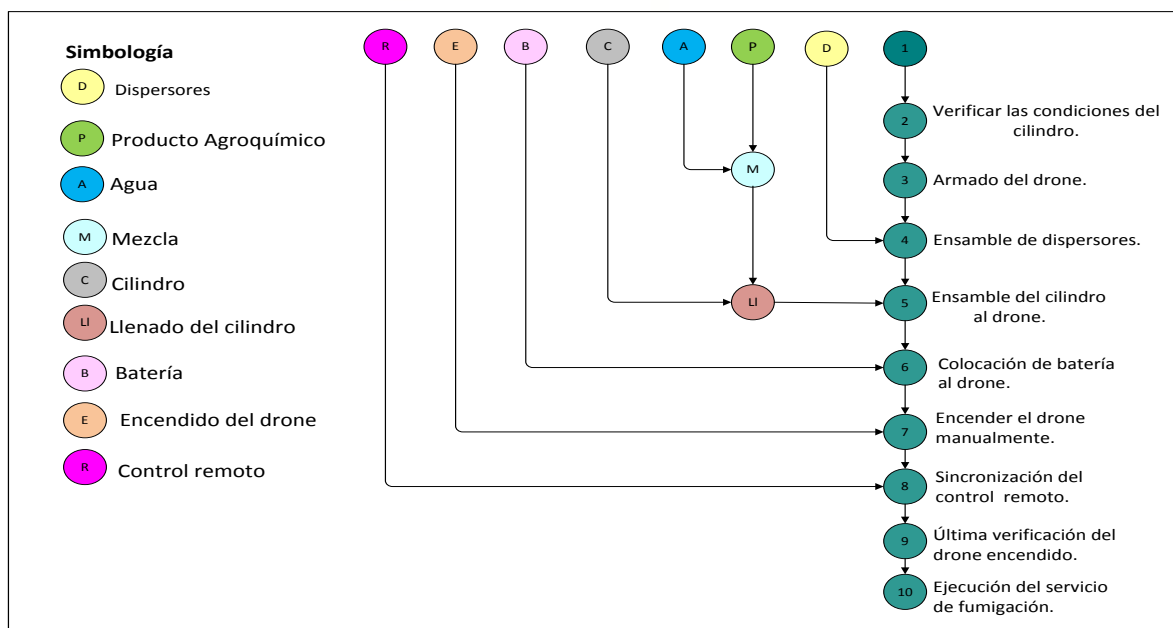 Simbología
D
Dispersores
P
Producto Agroquímico
A
Agua
M
Mezcla
C
Cilindro
Ll
Llenado del cilindro
B
Batería
E
Encendido del drone
R
Control remoto
R
E
B
C
A
P
D
1
2
Verificar las condiciones del
cilindro.
M
3
Armado del drone.
4
Ensamble de dispersores.
Ll
5
Ensamble del cilindro
al drone.
6
Colocación de batería
al drone.
7
Encender el drone
manualmente.
8
Sincronización del
control remoto.
9
Última verificación del
drone encendido.
10
Ejecución del servicio
de fumigación.